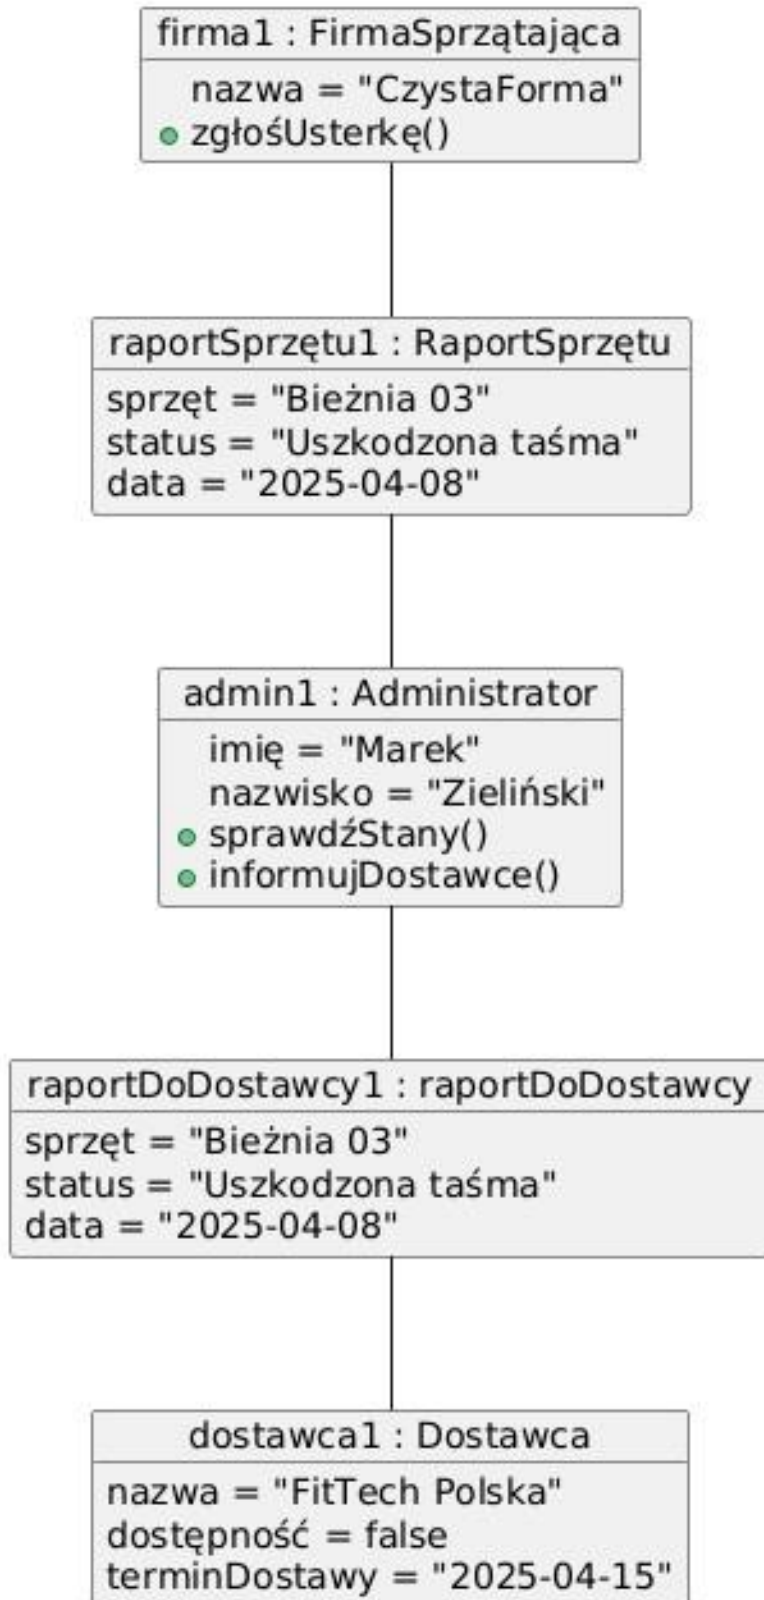 firma1 : FirmaSprzątająca
nazwa = "CzystaForma"
zgłośUsterkę()
raportSprzętu1 : RaportSprzętu
sprzęt = "Bieżnia 03"
status = "Uszkodzona taśma"
data = "2025-04-08"
admin1 : Administrator
imię = "Marek"
nazwisko = "Zieliński"
sprawdźStany()
informujDostawce()
raportDoDostawcy1 : raportDoDostawcy
sprzęt = "Bieżnia 03"
status = "Uszkodzona taśma"
data = "2025-04-08"
dostawca1 : Dostawca
nazwa = "FitTech Polska"
dostępność = false
terminDostawy = "2025-04-15"